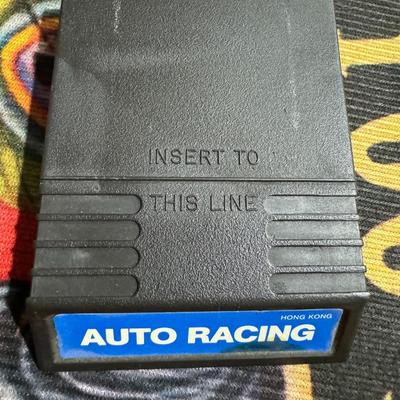 INSERT TO
THIS LINE
HONG KONG
AUTO RACING